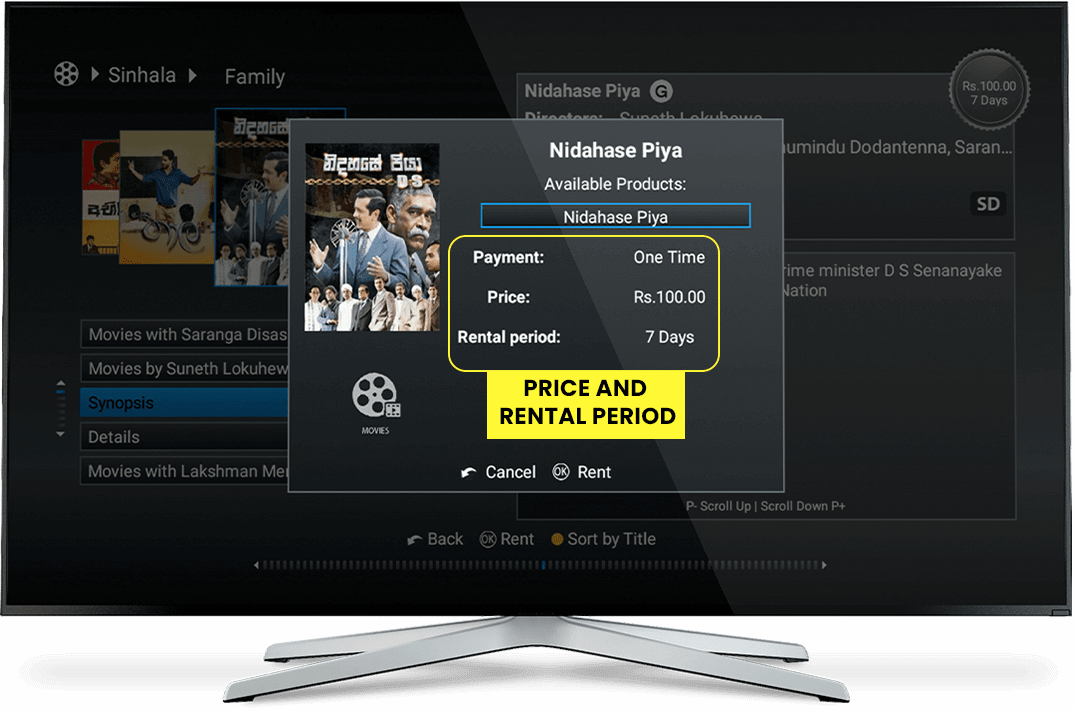 Sinhala
Family
Nidahase Piya G
Rs.100.00
7 Days
Directors: Suneth Lokuhewa
Saran...
SD
Prime minister D S Senanayake
Nation
නිදහසේ
නිදහසේ පියා
D S
Nidahase Piya
Available Products:
Nidahase Piya
Payment: One Time
Price: Rs.100.00
Rental period: 7 Days
PRICE AND
RENTAL PERIOD
MOVIES
Cancel OK Rent
Movies with Saranga Disas
Movies by Suneth Lokuhew
Synopsis
Details
Movies with Lakshman Me
P- Scroll Up | Scroll Down P+
Back OK Rent Sort by Title